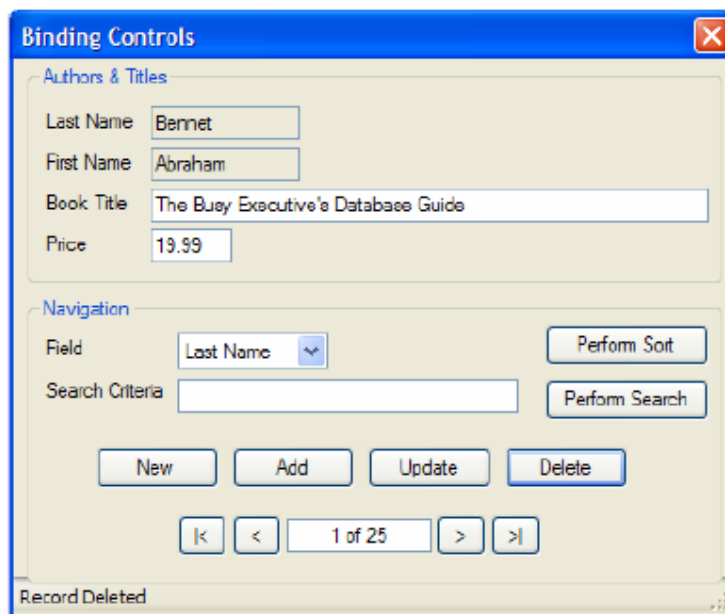 Binding Controls
Authors & Titles
Last Name Bennet
First Name Abraham
Book Title The Busy Executive's Database Guide
Price 19.99
Navigation
Field Last Name Perform Sort
Search Criteria Perform Search
New Add Update Delete
|< < 1 of 25 > >|
Record Deleted